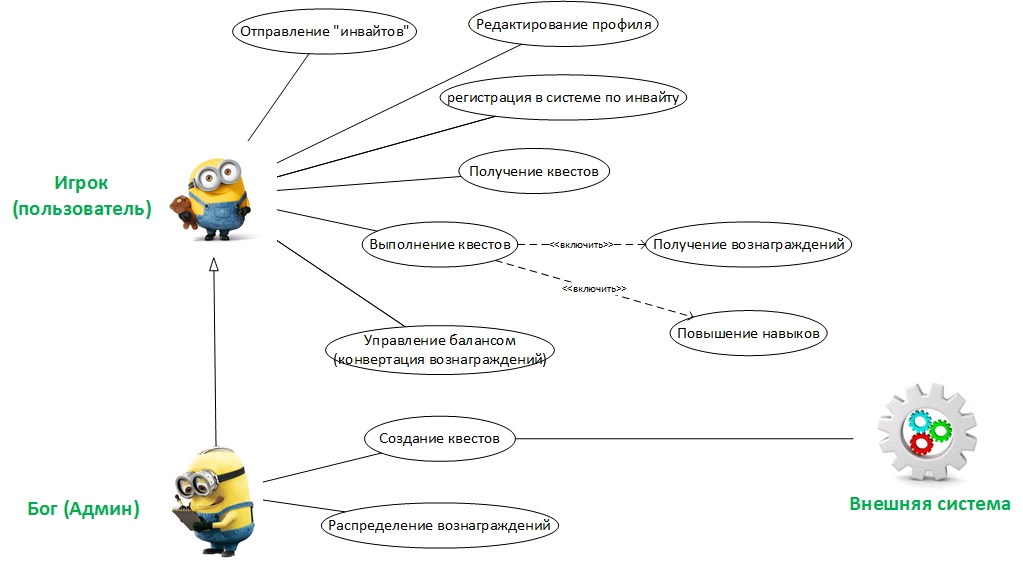 Отправление "инвайтов"
Редактирование профиля
регистрация в системе по инвайту
Получение квестов
Игрок
(пользователь)
Выполнение квестов
<<включить>>
Получение вознаграждений
<<включить>>
Повышение навыков
Управление балансом
(конвертация вознаграждений)
Создание квестов
Внешняя система
Бог (Админ)
Распределение вознаграждений